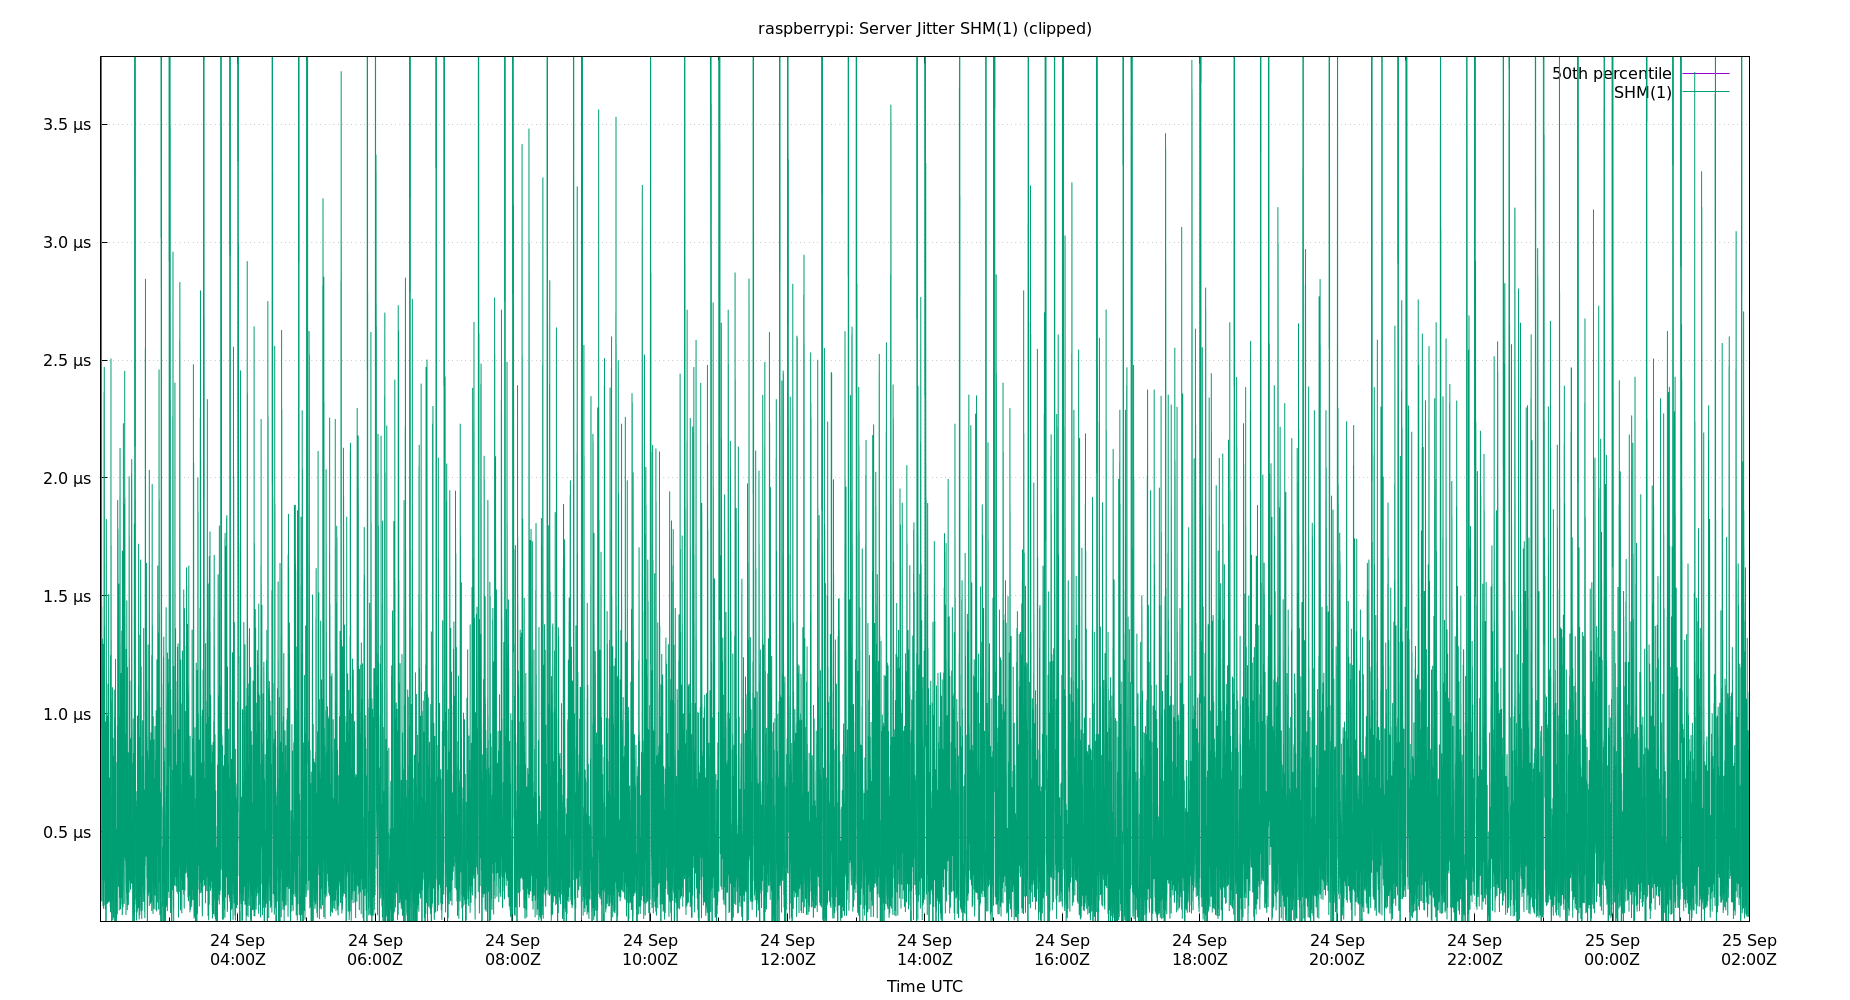 raspberrypi: Server Jitter SHM(1) (clipped)
50th percentile
SHM(1)
3.5 µs
3.0 µs
2.5 µs
2.0 µs
1.5 µs
1.0 µs
0.5 µs
24 Sep 24 Sep 24 Sep 24 Sep 24 Sep 24 Sep 24 Sep 24 Sep 24 Sep 24 Sep 25 Sep 25 Sep
04:00Z 06:00Z 08:00Z 10:00Z 12:00Z 14:00Z 16:00Z 18:00Z 20:00Z 22:00Z 00:00Z 02:00Z
Time UTC